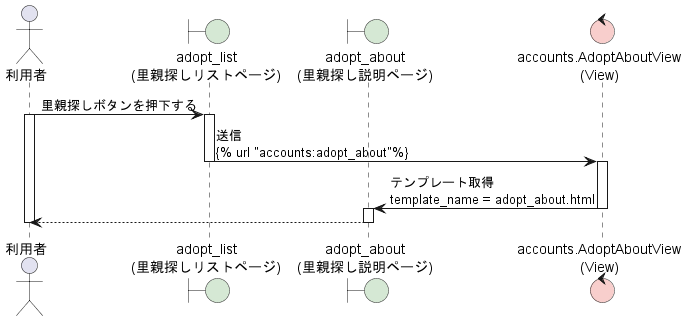 利用者
adopt_list
(里親探しリストページ)
adopt_about
(里親探し説明ページ)
accounts.AdoptAboutView
(View)
里親探しボタンを押下する
送信
{% url "accounts:adopt_about"%}
テンプレート取得
template_name = adopt_about.html
利用者
adopt_list
(里親探しリストページ)
adopt_about
(里親探し説明ページ)
accounts.AdoptAboutView
(View)